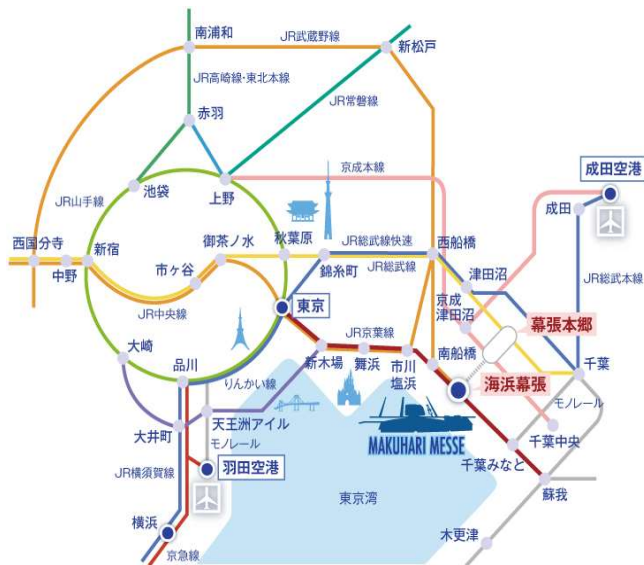 南浦和
JR武蔵野線
新松戸
JR高崎線・東北本線
JR常磐線
赤羽
京成本線
成田空港
池袋
上野
JR山手線
成田
御茶ノ水
秋葉原
JR総武線快速
西船橋
西国分寺
新宿
中野
市ヶ谷
錦糸町
JR総武線
津田沼
JR総武本線
東京
京成
津田沼
幕張本郷
JR中央線
JR京葉線
大崎
品川
りんかい線
新木場
舞浜
市川
塩浜
南船橋
海浜幕張
千葉
モノレール
大井町
天王洲アイル
モノレール
MAKUHARI MESSE
千葉中央
千葉みなと
JR横須賀線
羽田空港
東京湾
蘇我
横浜
京急線
木更津